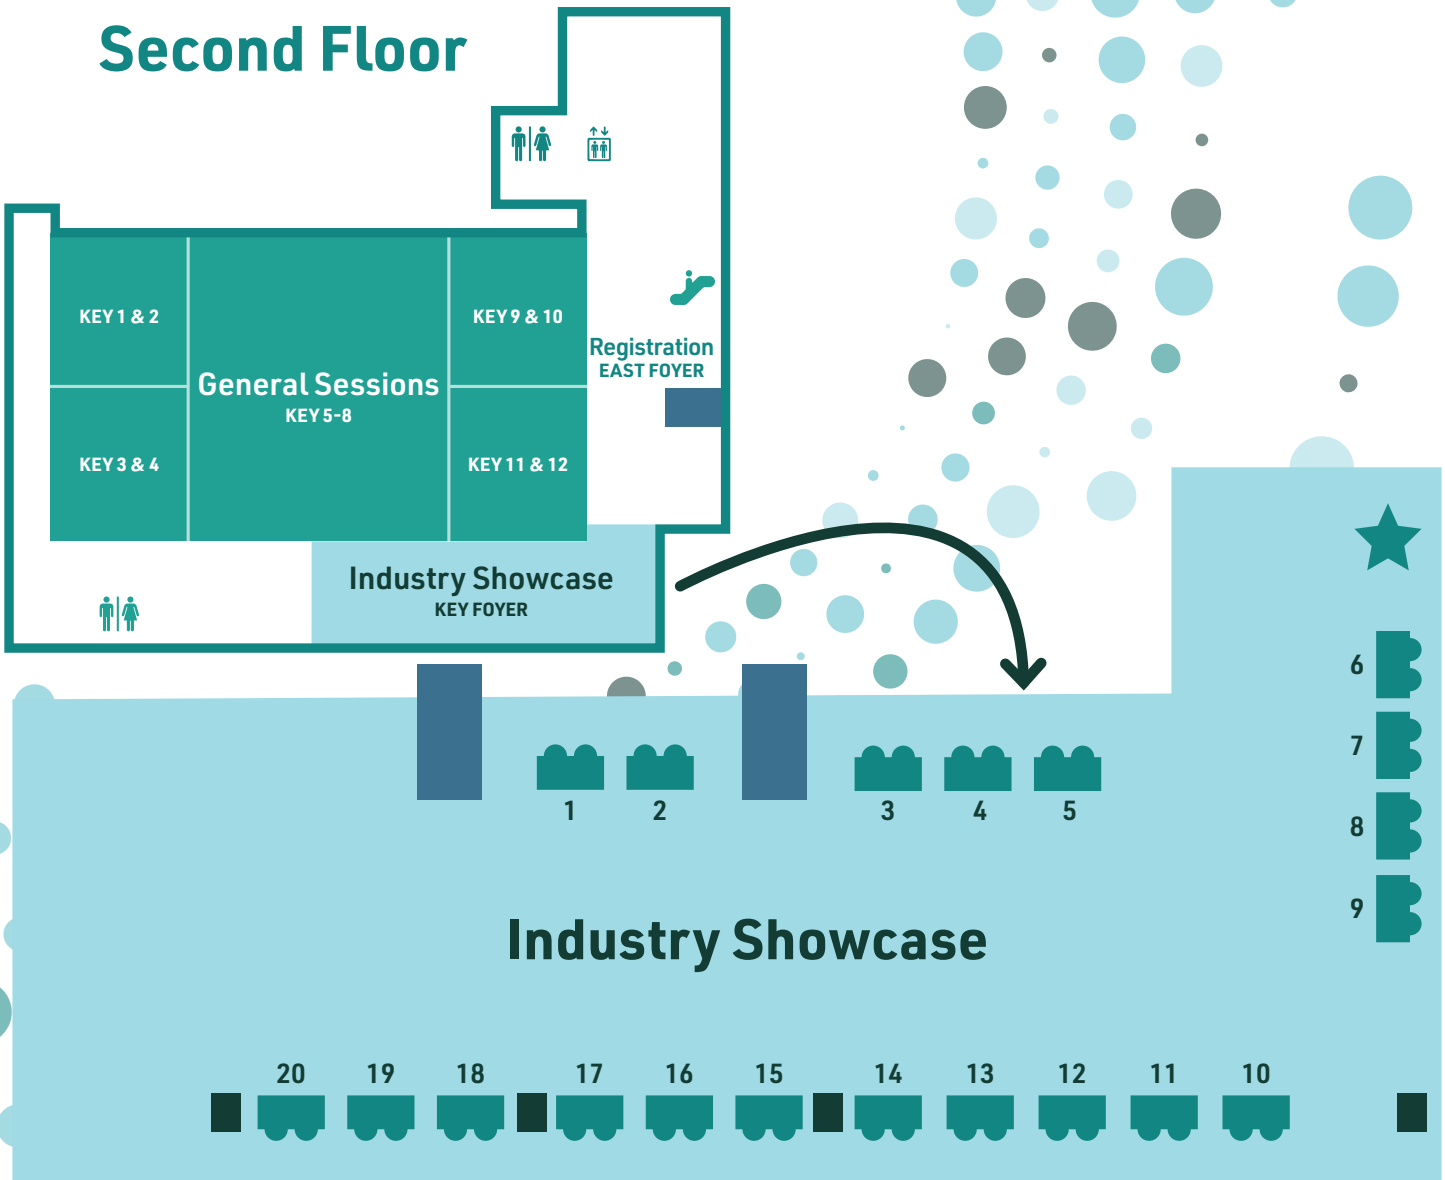 Second Floor
KEY 1 & 2
KEY 9 & 10
Registration
EAST FOYER
General Sessions
KEY 5-8
KEY 3 & 4
KEY 11 & 12
Industry Showcase
KEY FOYER
6
7
8
9
1
2
3
4
5
Industry Showcase
20
19
18
17
16
15
14
13
12
11
10